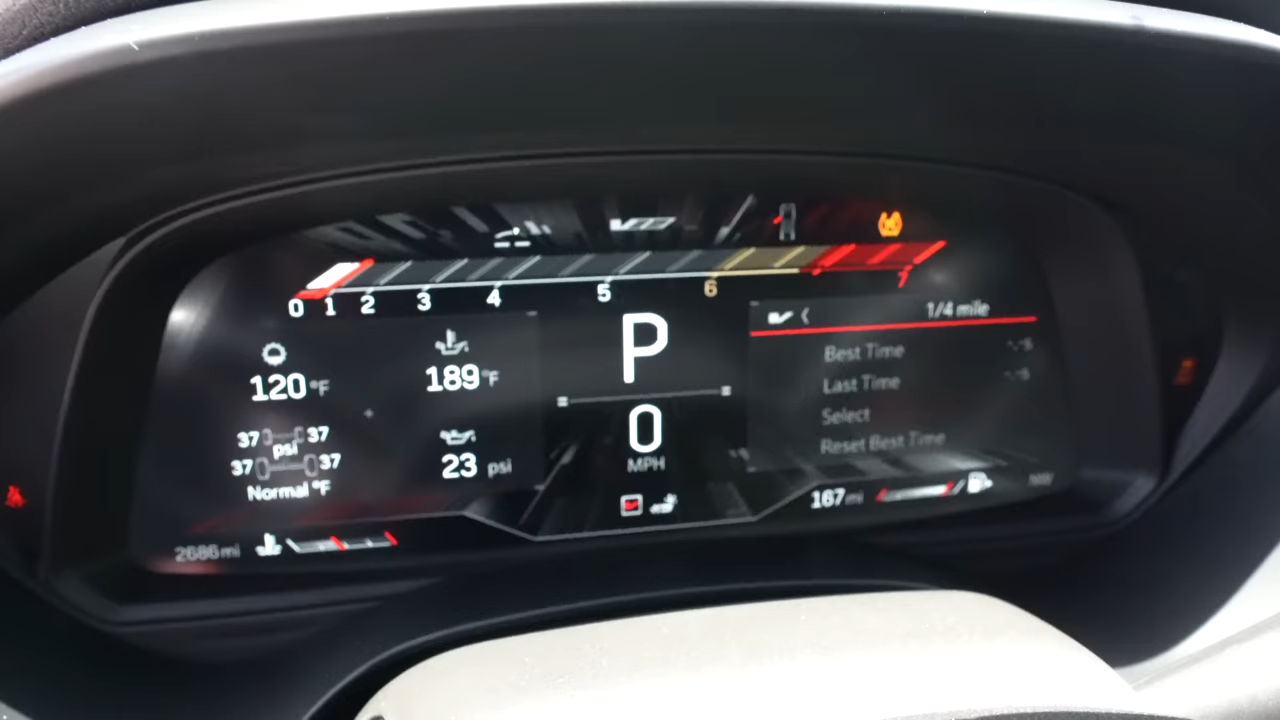 0 1 2 3 4 5 6 7
1/4 mile
120 °F
189 °F
P
Best Time
Last Time
Select
Reset Best Time
37 37
psi
37 37
Normal °F
23 psi
0
MPH
167 mi
2686 mi